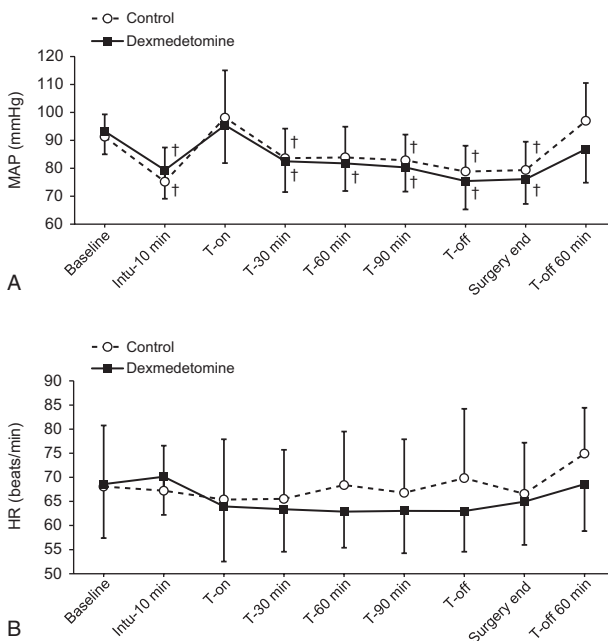 A
Control
Dexmedetomine
MAP (mmHg)
120
110
100
90
80
70
60
† † † † † † † † † † †
Baseline
Intu-10 min
T-on
T-30 min
T-60 min
T-90 min
T-off
Surgery end
T-off 60 min
B
Control
Dexmedetomine
HR (beats/min)
90
85
80
75
70
65
60
55
50
Baseline
Intu-10 min
T-on
T-30 min
T-60 min
T-90 min
T-off
Surgery end
T-off 60 min